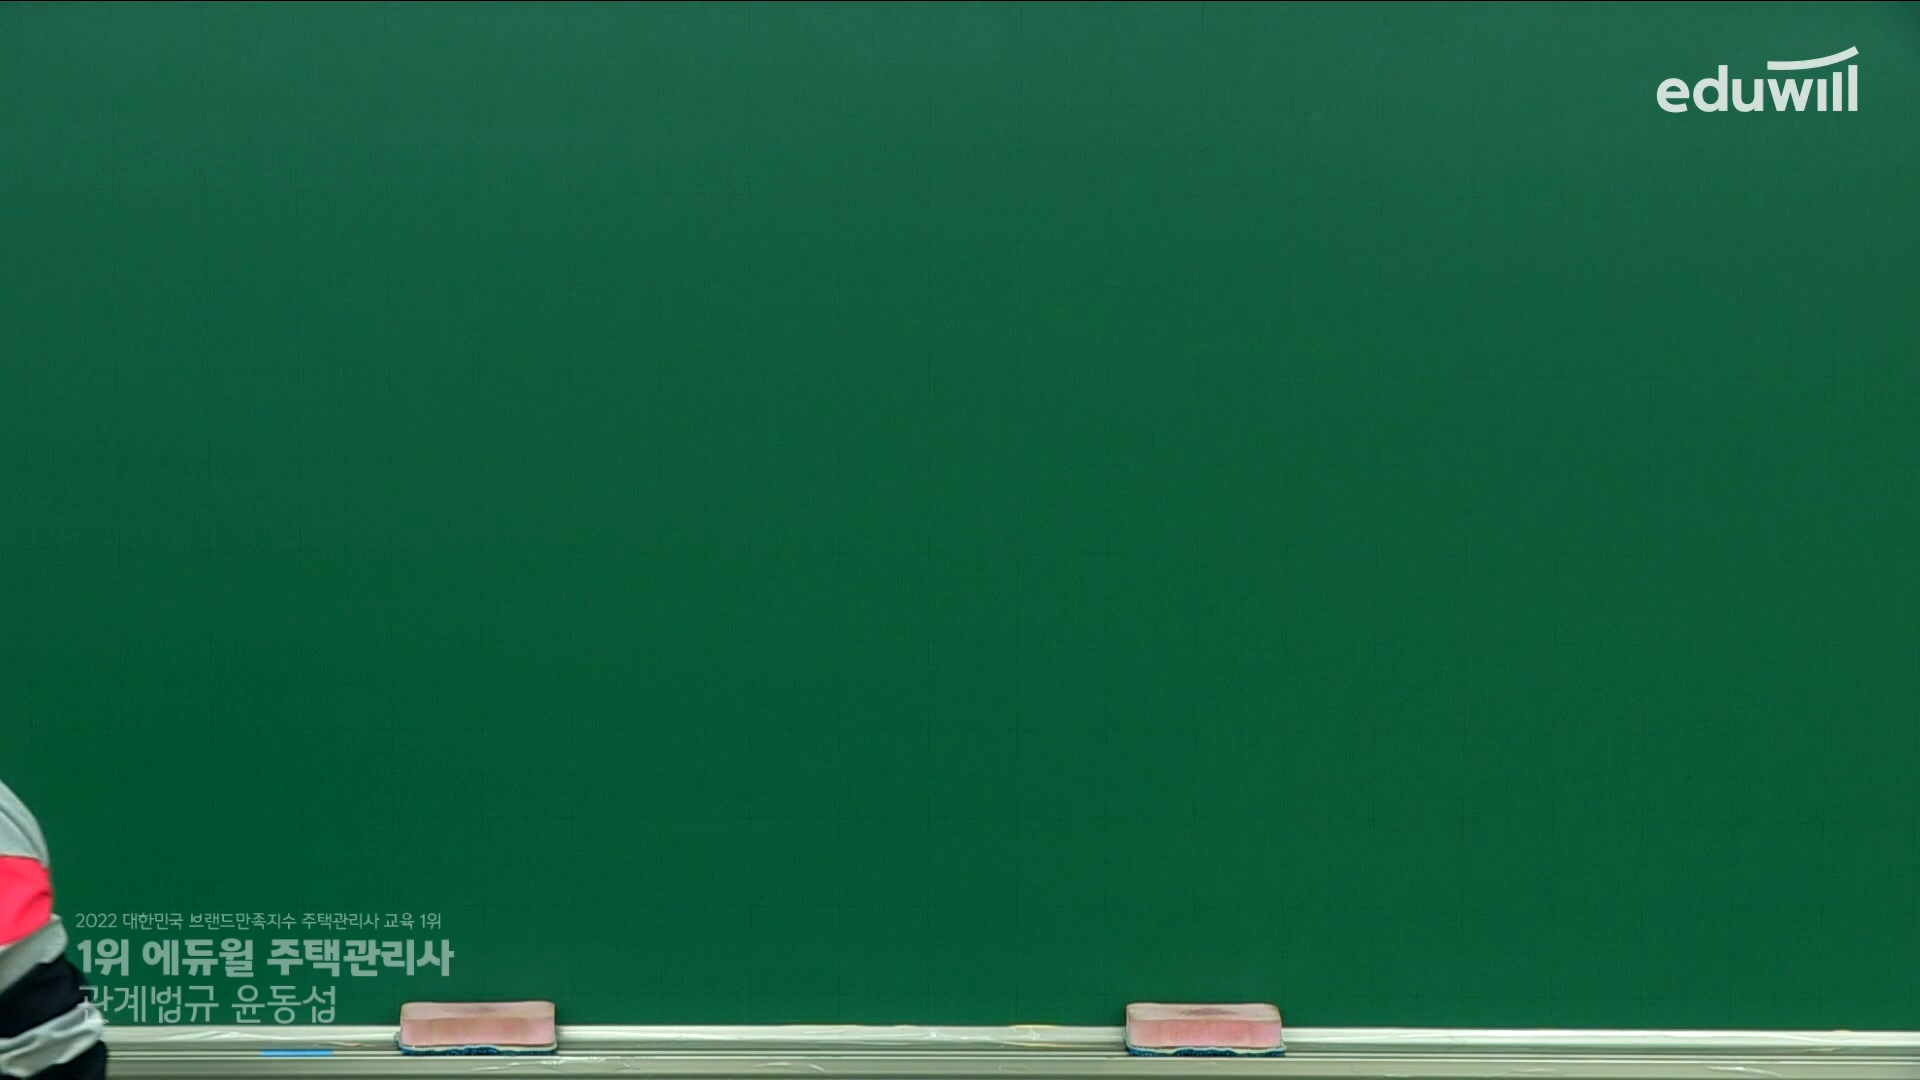 eduwill
2022 대한민국 브랜드만족지수 주택관리사 교육 1위
1위 에듀윌 주택관리사
관계법규 윤동섭